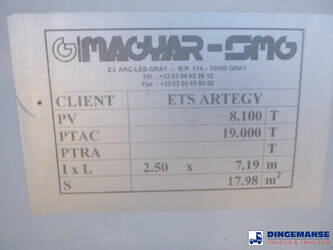 MAGYAR-SMG
Z.I. ARC-LES-GRAY - B.P. 114 - 70100 GRAY
CLIENT ETS ARTEGY
PV 8.100 T
PTAC 19.000 T
PTRA T
I x L 2.50 x 7.19 m
S 17.98 m²
DINGEMANSE
TRUCKS & TRAILERS